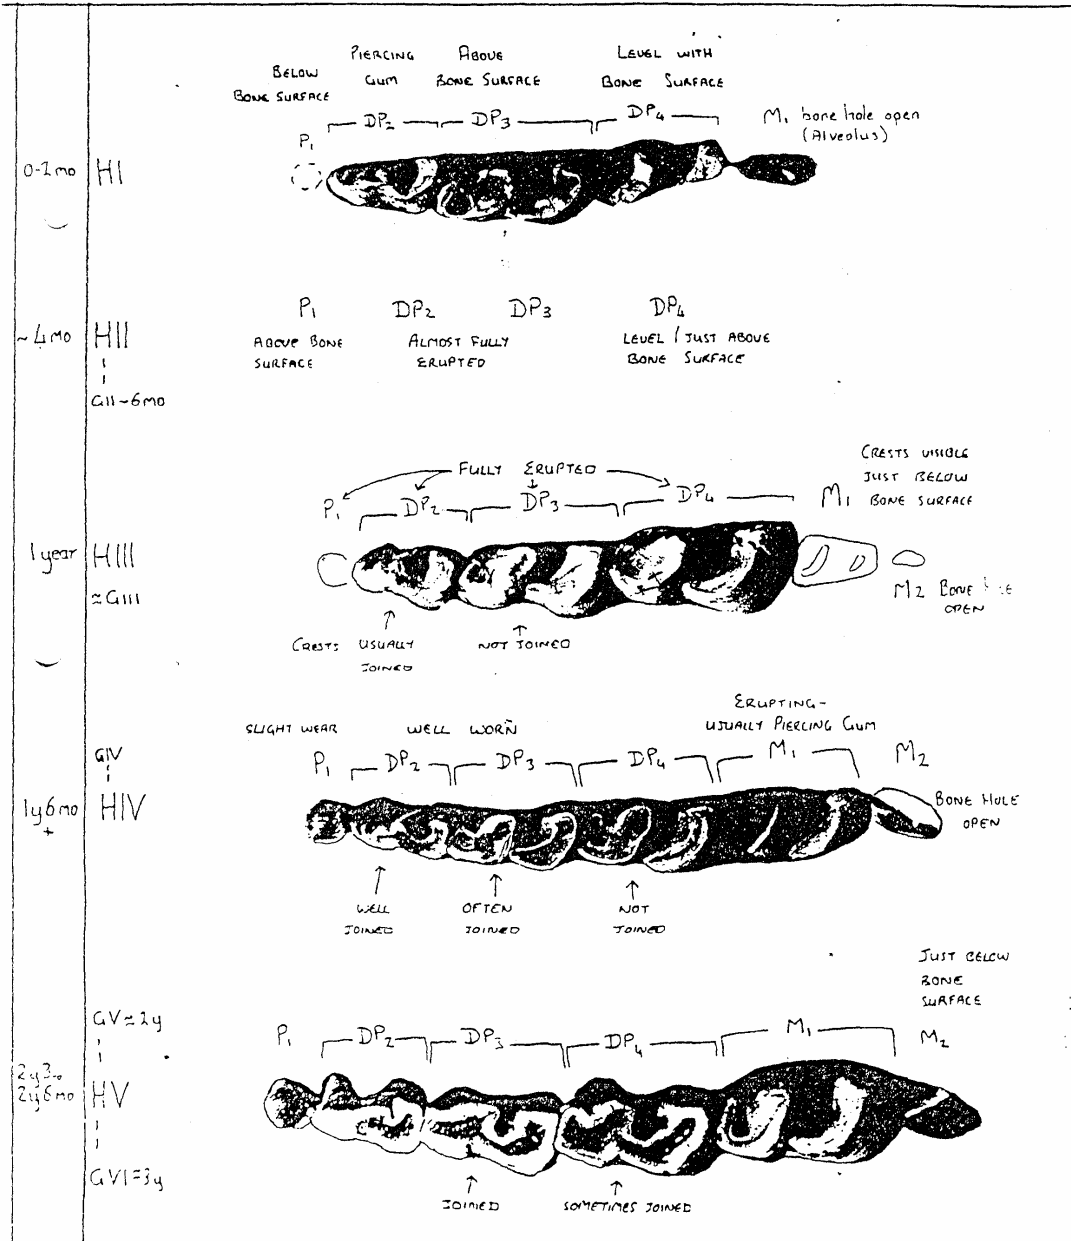 PIERCING GUM
ABOVE BONE SURFACE
LEVEL WITH BONE SURFACE
BELOW BONE SURFACE
P1
DP2
DP3
DP4
M1 bone hole open
(Alveolus)
HI
P1
DP2
DP3
DP4
~4mo
HII
ABOVE BONE SURFACE
ALMOST FULLY ERUPTED
LEVEL / JUST ABOVE BONE SURFACE
GII ~6mo
CRESTS VISIBLE JUST BELOW BONE SURFACE
FULLY ERUPTED
P1
DP2
DP3
DP4
M1
1 year
HIII
≃GIII
M2 BONE
OPEN
CRESTS USUALLY JOINED
NOT JOINED
ERUPTING - USUALLY PIERCING GUM
SLIGHT WEAR
WELL WORN
GIV
P1
DP2
DP3
DP4
M1
M2
1y6mo
+
HIV
BONE HOLE OPEN
WELL JOINED
OFTEN JOINED
NOT JOINED
JUST BELOW BONE SURFACE
GV≃2y
P1
DP2
DP3
DP4
M1
M2
2y6mo
HV
GVI=3y
JOINED
SOMETIMES JOINED